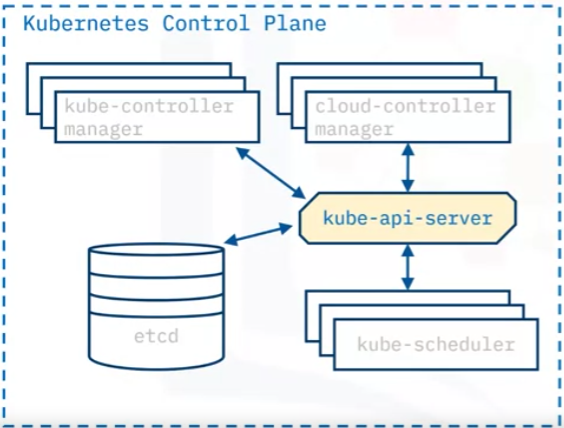 Kubernetes Control Plane
kube-controller
manager
cloud-controller
manager
kube-api-server
etcd
kube-scheduler